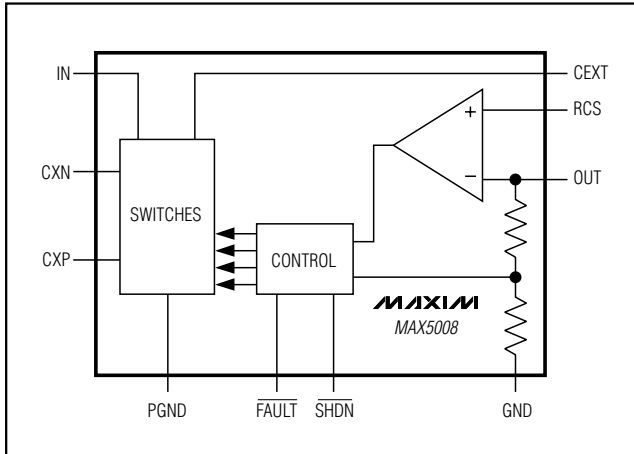 IN
CEXT
RCS
+
CXN
−
OUT
SWITCHES
CXP
CONTROL
MAXIM
MAX5008
PGND
FAULT
SHDN
GND